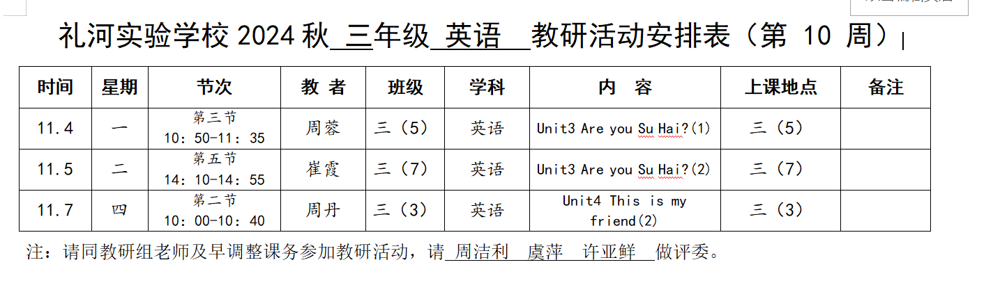 礼河实验学校 2024 秋 三年级 英语 教研活动安排表（第 10 周）
时间 星期 节次 教 者 班级 学科 内 容 上课地点 备注
11.4 一 第三节 10：50-11：35 周蓉 三（5） 英语 Unit3 Are you Su Hai?(1) 三（5）
11.5 二 第五节 14：10-14：55 崔霞 三（7） 英语 Unit3 Are you Su Hai?(2) 三（7）
11.7 四 第二节 10：00-10：40 周丹 三（3） 英语 Unit4 This is my friend(2) 三（3）
注：请同教研组老师及早调整课务参加教研活动，请 周洁利 虞萍 许亚鲜 做评委。